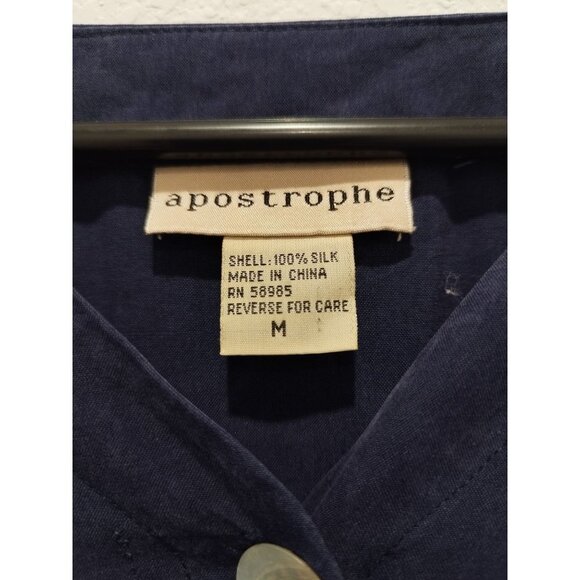 apostrophe
SHELL: 100% SILK
MADE IN CHINA
RN 58985
REVERSE FOR CARE
M